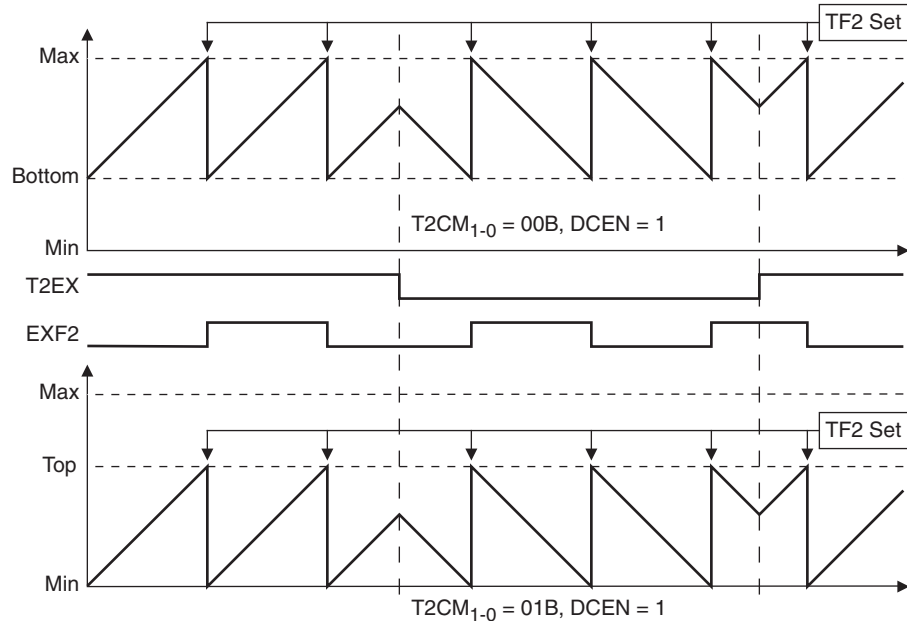 TF2 Set
Max
Bottom
T2CM1-0 = 00B, DCEN = 1
Min
T2EX
EXF2
Max
TF2 Set
Top
Min
T2CM1-0 = 01B, DCEN = 1